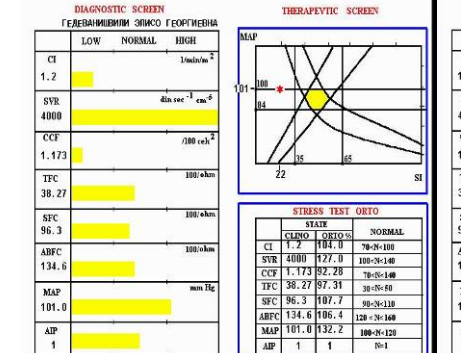 DIAGNOSTIC SCREEN
ГЕДЕВАНИШВИЛИ ЭЛИСО ГЕОРГИЕВНА
LOW NORMAL HIGH
CI l/min/m 2
1.2
SVR din sec -1 cm-5
4000
CCF /100 ceh 2
1.173
TFC 100/ohm
38.27
SFC 100/ohm
96.3
ABFC 100/ohm
134.6
MAP mm Hg
101.0
AIP
1
THERAPEVTIC SCREEN
MAP
101
100
84
35 65
22 SI
STRESS TEST ORTO
STATE NORMAL
CLINO ORTO %
CI 1.2 104.0 70<N<100
SVR 4000 127.0 100<N<140
CCF 1.173 92.28 70<N<140
TFC 38.27 97.31 30<N<50
SFC 96.3 107.7 90<N<110
ABFC 134.6 106.4 120 < N< 160
MAP 101.0 132.2 100<N<120
AIP 1 1 N=1